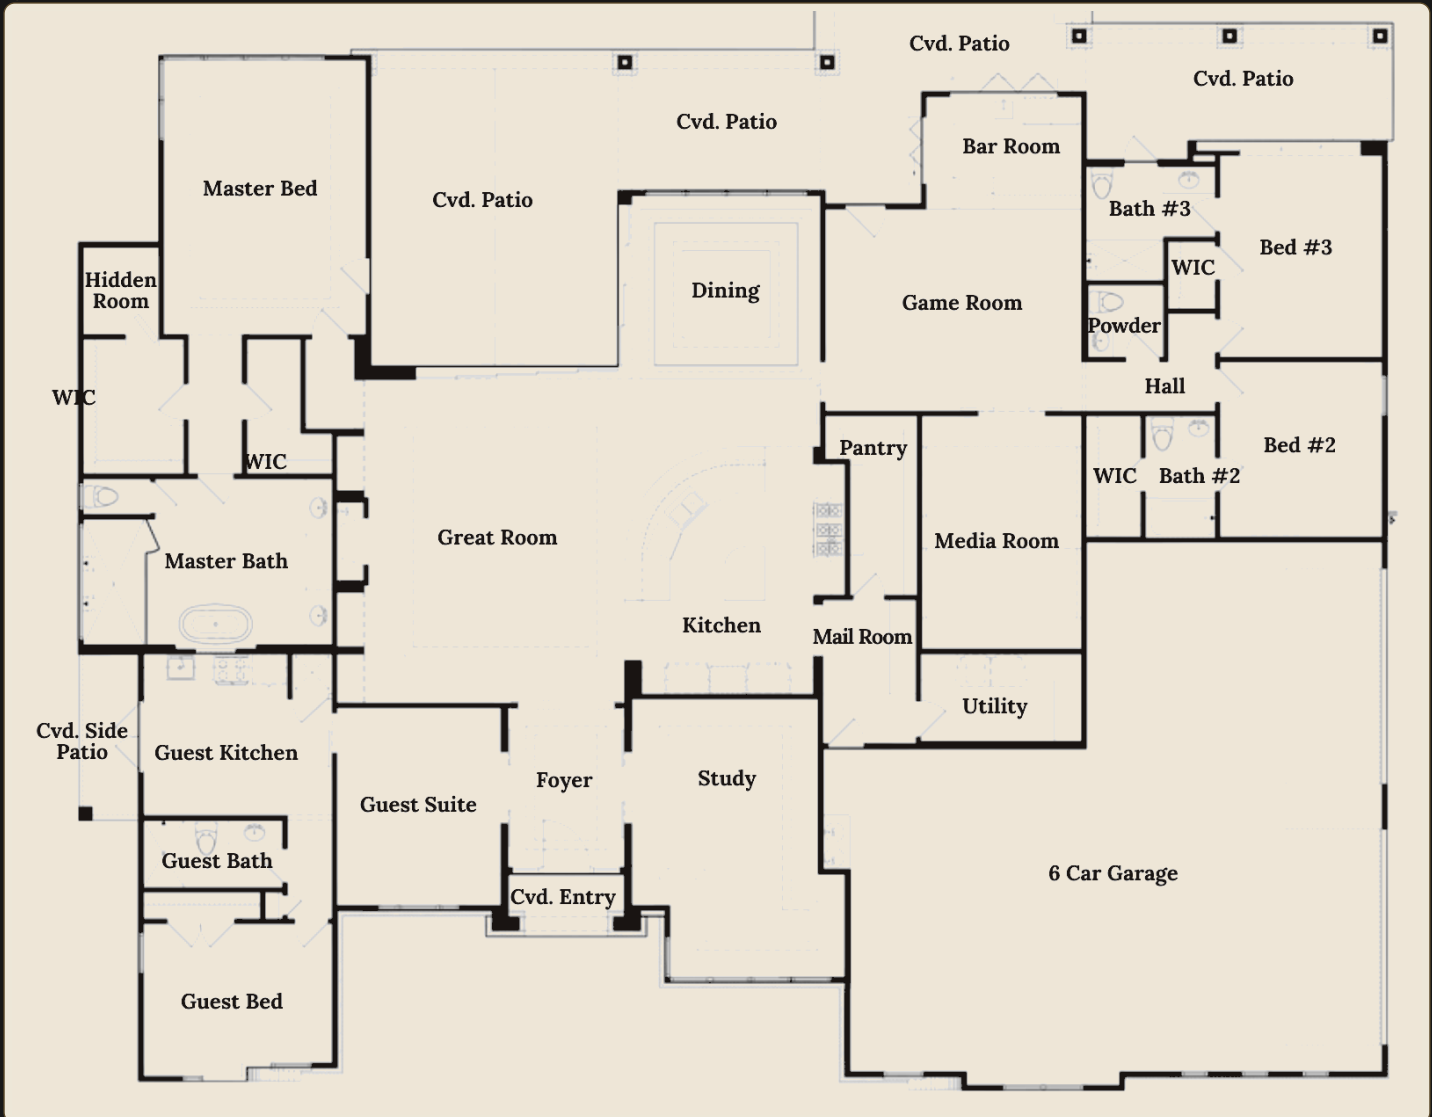 Cvd. Patio
Cvd. Patio
Cvd. Patio
Bar Room
Master Bed
Cvd. Patio
Bath #3
Bed #3
WIC
Hidden
Room
Dining
Game Room
Powder
Hall
WIC
Pantry
Bed #2
WIC
WIC
Bath #2
Great Room
Media Room
Master Bath
Kitchen
Mail Room
Utility
Cvd. Side
Patio
Guest Kitchen
Foyer
Study
Guest Suite
Guest Bath
6 Car Garage
Cvd. Entry
Guest Bed